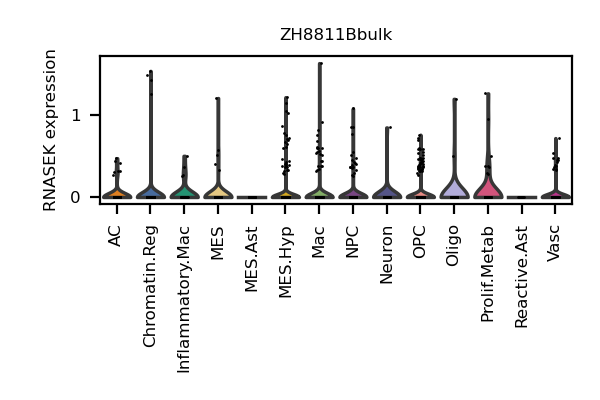 ZH8811Bbulk
RNASEK expression
1
0
AC
Chromatin.Reg
Inflammatory.Mac
MES
MES.Ast
MES.Hyp
Mac
NPC
Neuron
OPC
Oligo
Prolif.Metab
Reactive.Ast
Vasc